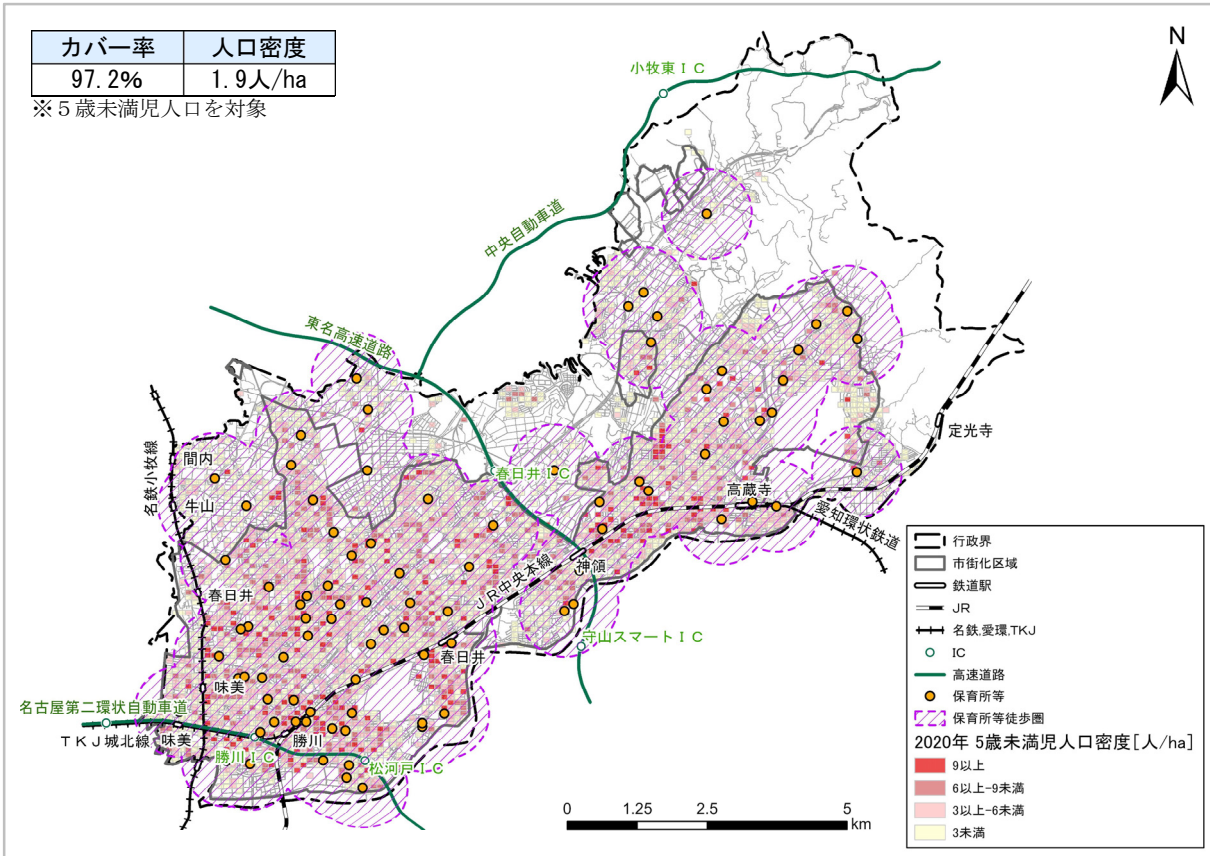 カバー率 人口密度
97.2% 1.9人/ha
※５歳未満児人口を対象
N
小牧東ＩＣ
中央自動車道
東名高速道路
名鉄小牧線
間内
牛山
春日井ＩＣ
定光寺
高蔵寺
愛知環状鉄道
神領
ＪＲ中央本線
春日井
守山スマートＩＣ
春日井
味美
名古屋第二環状自動車道
ＴＫＪ城北線
味美
勝川
勝川ＩＣ
松河戸ＩＣ
0 1.25 2.5 5
km
行政界
市街化区域
鉄道駅
JR
名鉄,愛環,TKJ
IC
高速道路
保育所等
保育所等徒歩圏
2020年 5歳未満児人口密度[人/ha]
9以上
6以上-9未満
3以上-6未満
3未満